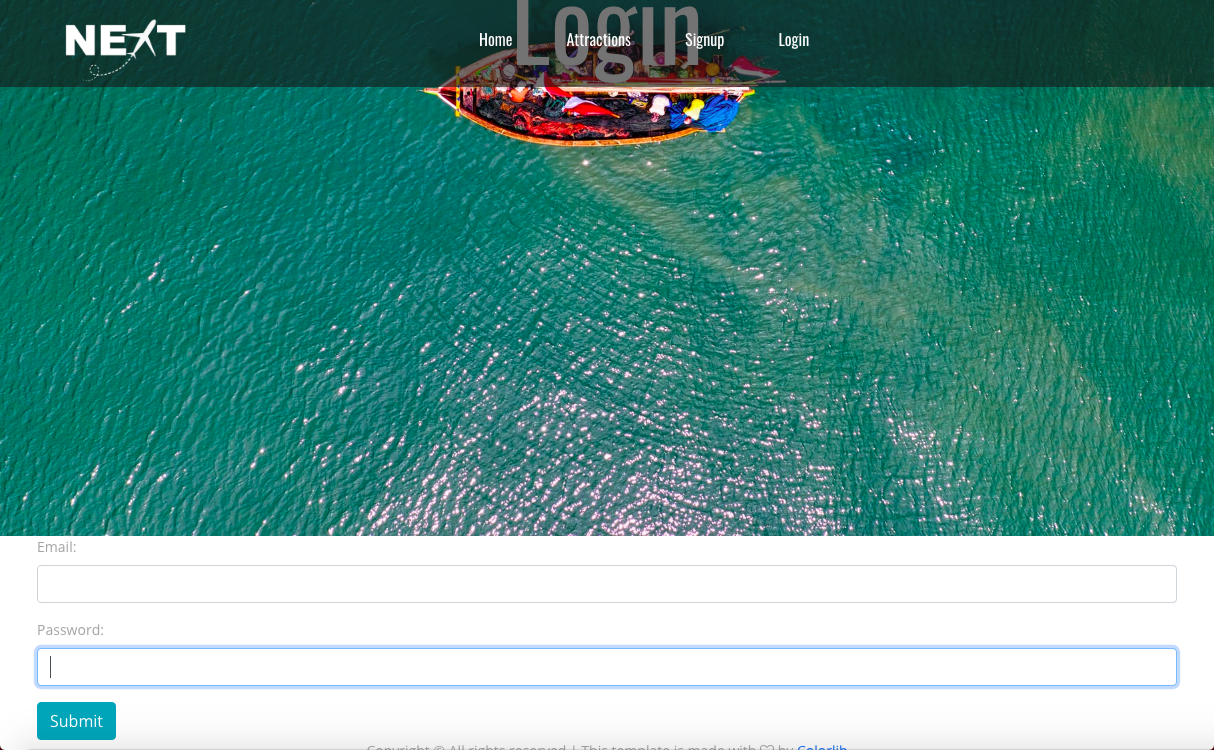 Login
NEXT
Home
Attractions
Signup
Login
Email:
Password:
Submit
Copyright © All rights reserved | This template is made with ♡ by Colorlib